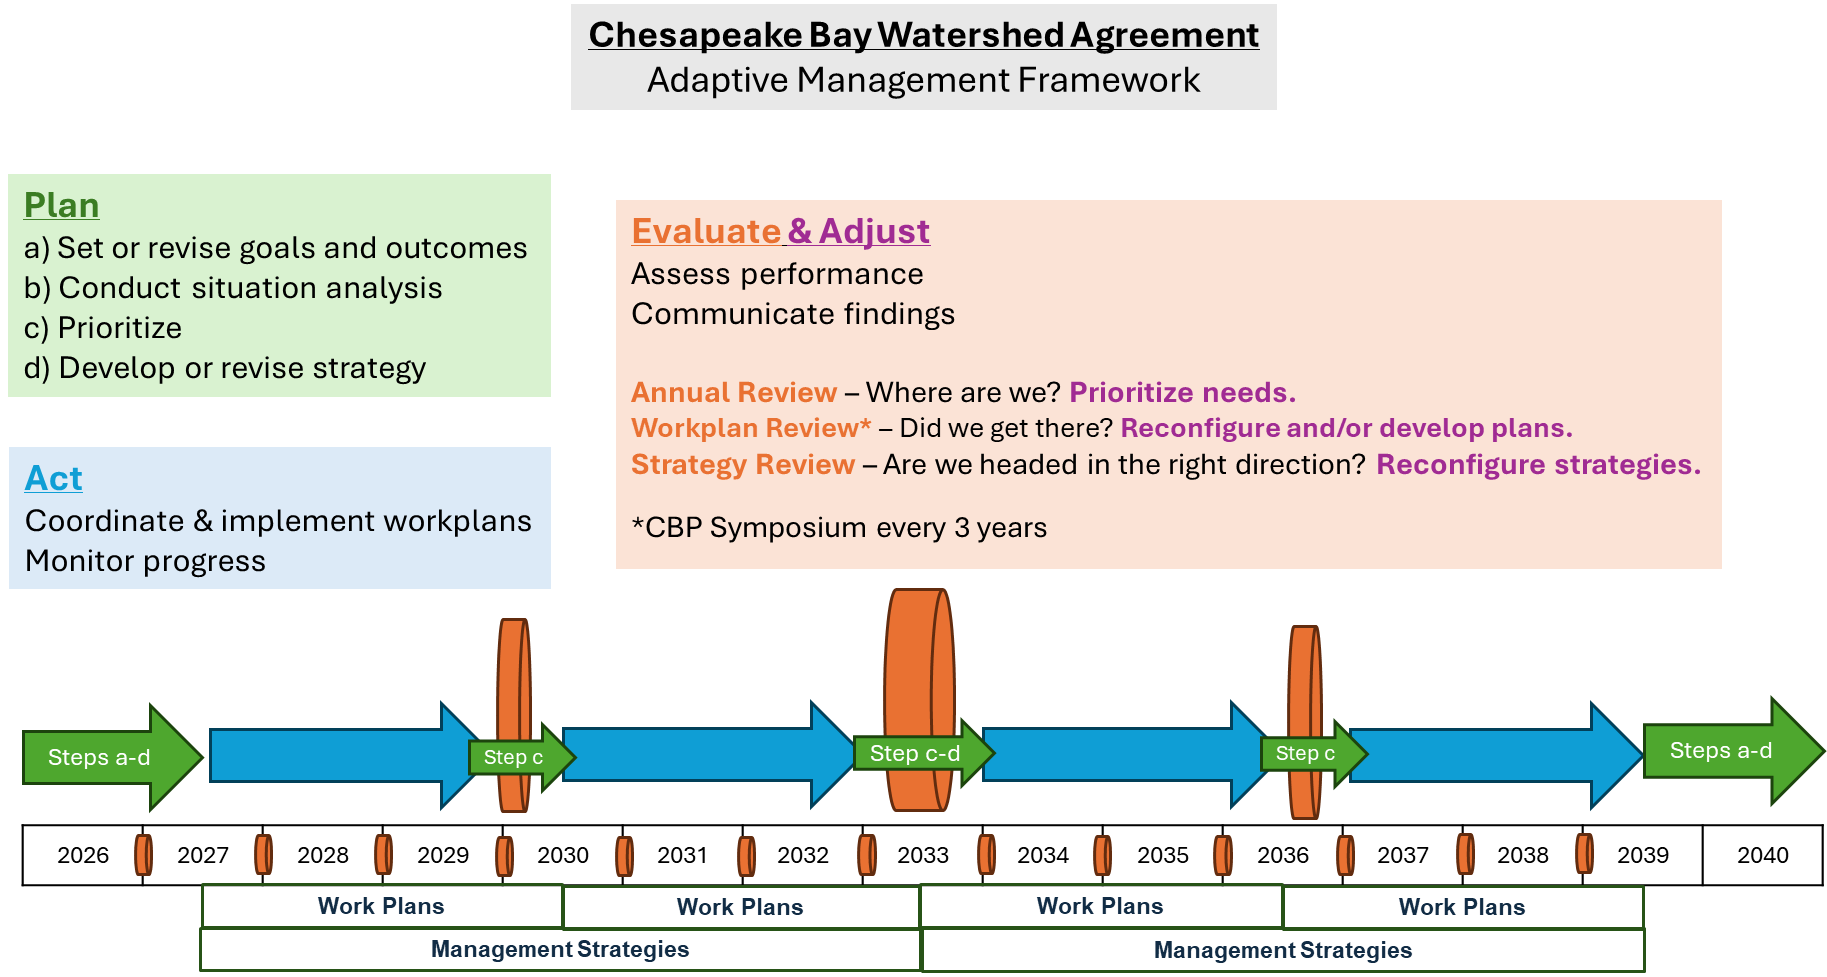 Chesapeake Bay Watershed Agreement
Adaptive Management Framework
Plan
a) Set or revise goals and outcomes
b) Conduct situation analysis
c) Prioritize
d) Develop or revise strategy
Act
Coordinate & implement workplans
Monitor progress
Evaluate & Adjust
Assess performance
Communicate findings
Annual Review – Where are we? Prioritize needs.
Workplan Review* – Did we get there? Reconfigure and/or develop plans.
Strategy Review – Are we headed in the right direction? Reconfigure strategies.
*CBP Symposium every 3 years
Steps a-d
Step c
Step c-d
Step c
Steps a-d
2026 2027 2028 2029 2030 2031 2032 2033 2034 2035 2036 2037 2038 2039 2040
Work Plans Work Plans Work Plans Work Plans
Management Strategies Management Strategies